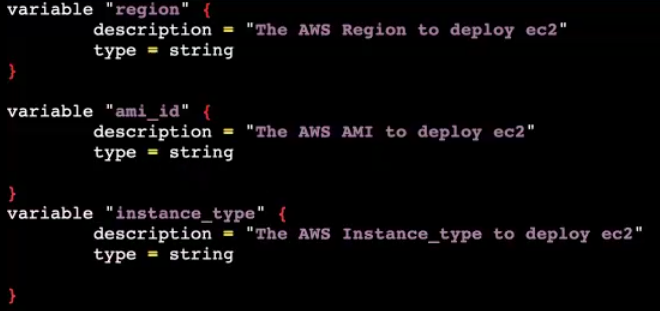 variable "region" {
        description = "The AWS Region to deploy ec2"
        type = string
}
variable "ami_id" {
        description = "The AWS AMI to deploy ec2"
        type = string
}
variable "instance_type" {
        description = "The AWS Instance_type to deploy ec2"
        type = string
}